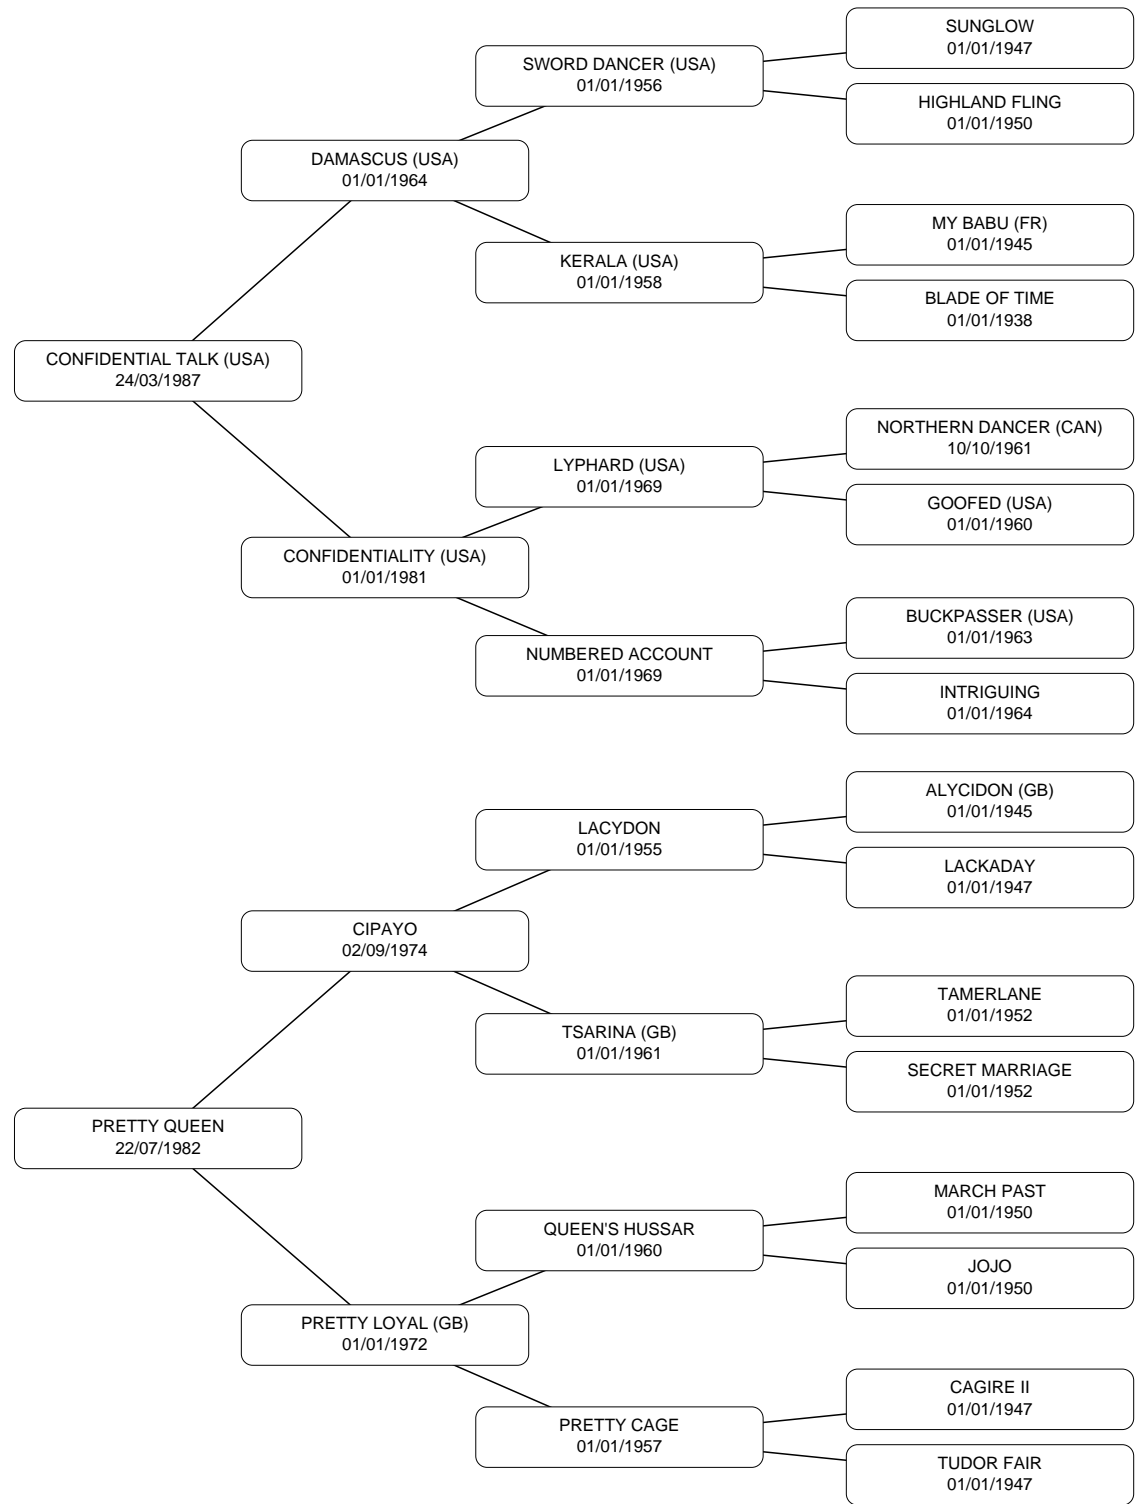 SUNGLOW
01/01/1947
SWORD DANCER (USA)
01/01/1956
HIGHLAND FLING
01/01/1950
DAMASCUS (USA)
01/01/1964
MY BABU (FR)
01/01/1945
KERALA (USA)
01/01/1958
BLADE OF TIME
01/01/1938
CONFIDENTIAL TALK (USA)
24/03/1987
NORTHERN DANCER (CAN)
10/10/1961
LYPHARD (USA)
01/01/1969
GOOFED (USA)
01/01/1960
CONFIDENTIALITY (USA)
01/01/1981
BUCKPASSER (USA)
01/01/1963
NUMBERED ACCOUNT
01/01/1969
INTRIGUING
01/01/1964
ALYCIDON (GB)
01/01/1945
LACYDON
01/01/1955
LACKADAY
01/01/1947
CIPAYO
02/09/1974
TAMERLANE
01/01/1952
TSARINA (GB)
01/01/1961
SECRET MARRIAGE
01/01/1952
PRETTY QUEEN
22/07/1982
MARCH PAST
01/01/1950
QUEEN'S HUSSAR
01/01/1960
JOJO
01/01/1950
PRETTY LOYAL (GB)
01/01/1972
CAGIRE II
01/01/1947
PRETTY CAGE
01/01/1957
TUDOR FAIR
01/01/1947